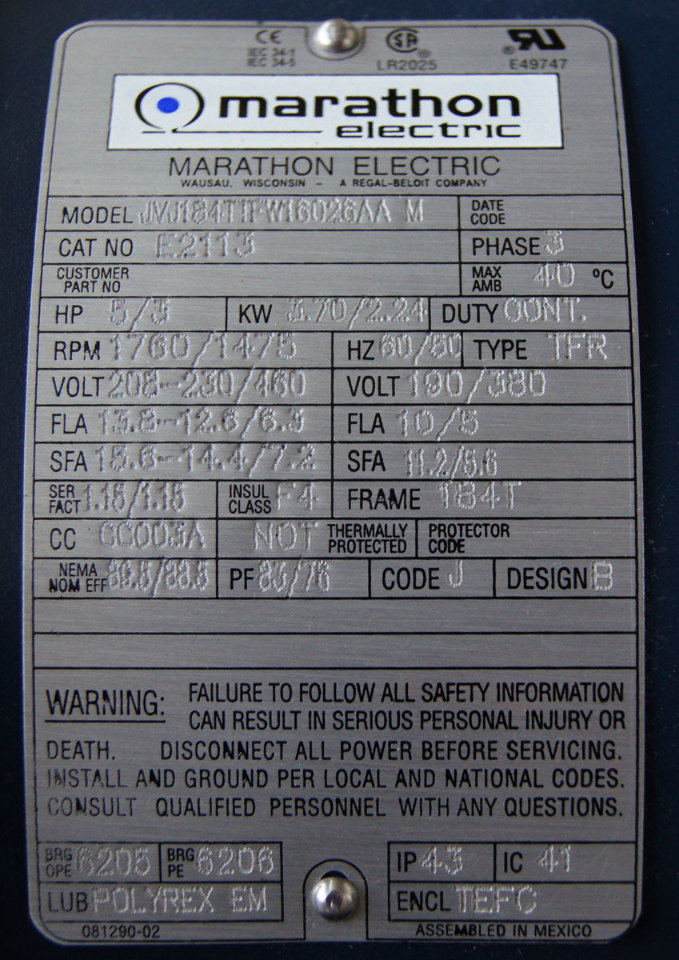 CE
IEC 34-1
IEC 34-5
SA
LR2025
E49747
marathon
electric
MARATHON ELECTRIC
WAUSAU, WISCONSIN – A REGAL-BELOIT COMPANY
MODEL JVJ184TTFW16026AA M DATE CODE
CAT NO E2113 PHASE 3
CUSTOMER PART NO MAX AMB 40 °C
HP 5/3 KW 3.70/2.24 DUTY CONT.
RPM 1760/1475 HZ 60/50 TYPE TFR
VOLT 208-230/460 VOLT 190/380
FLA 13.8-12.6/6.3 FLA 10/5
SFA 15.6-14.4/7.2 SFA 11.2/5.6
SER FACT 1.15/1.15 INSUL CLASS F4 FRAME 184T
CC CC003A NOT THERMALLY PROTECTED PROTECTOR CODE
NEMA NOM EFF PF CODE J DESIGN B
WARNING: FAILURE TO FOLLOW ALL SAFETY INFORMATION
CAN RESULT IN SERIOUS PERSONAL INJURY OR
DEATH. DISCONNECT ALL POWER BEFORE SERVICING.
INSTALL AND GROUND PER LOCAL AND NATIONAL CODES.
CONSULT QUALIFIED PERSONNEL WITH ANY QUESTIONS.
BRG OPE 6205 BRG PE 6206 IP 43 IC 41
LUB POLYREX EM ENCL TEFC
081290-02 ASSEMBLED IN MEXICO